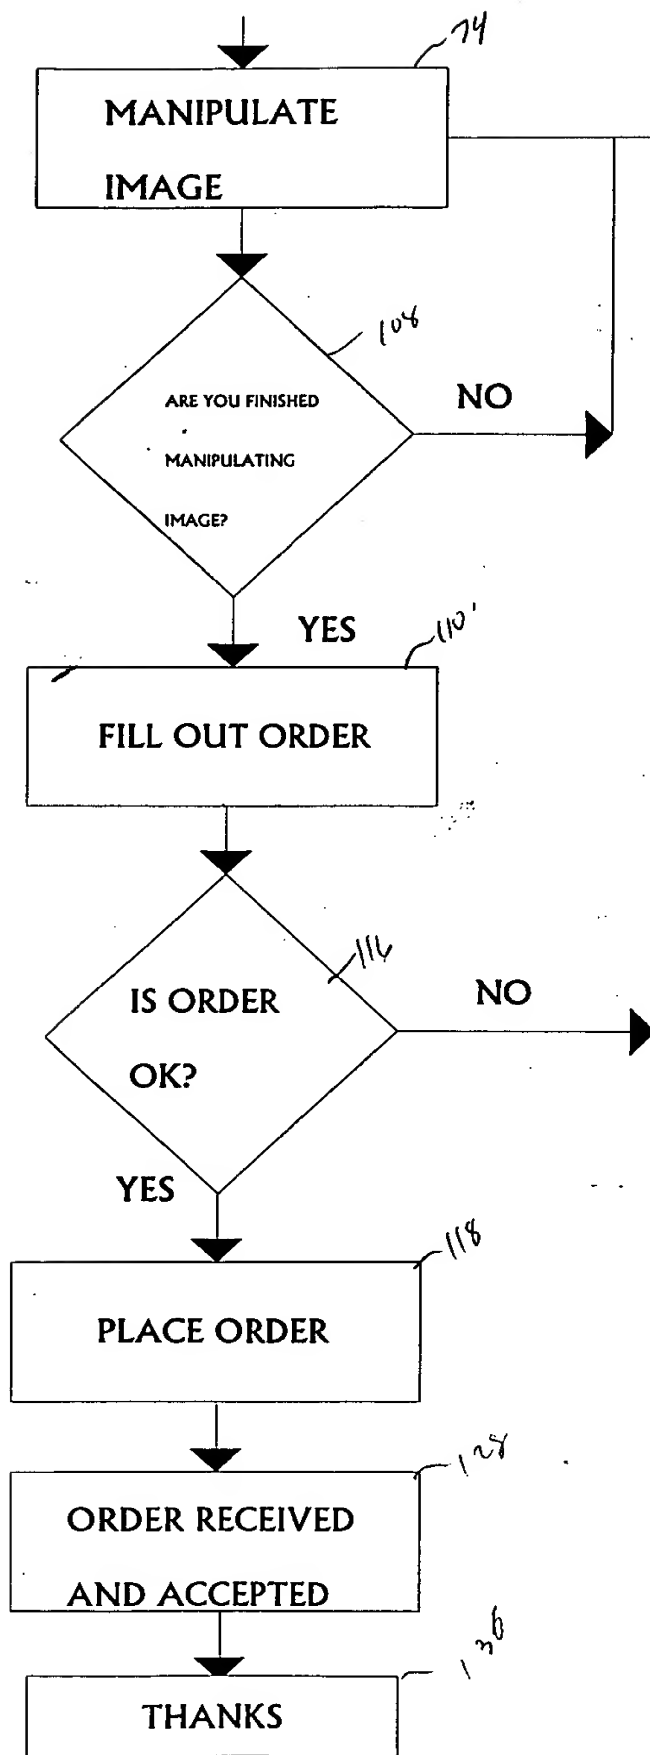 74
MANIPULATE
IMAGE
108
ARE YOU FINISHED
NO
MANIPULATING
IMAGE?
YES
110
FILL OUT ORDER
116
IS ORDER
NO
OK?
YES
118
PLACE ORDER
128
ORDER RECEIVED
AND ACCEPTED
136
THANKS